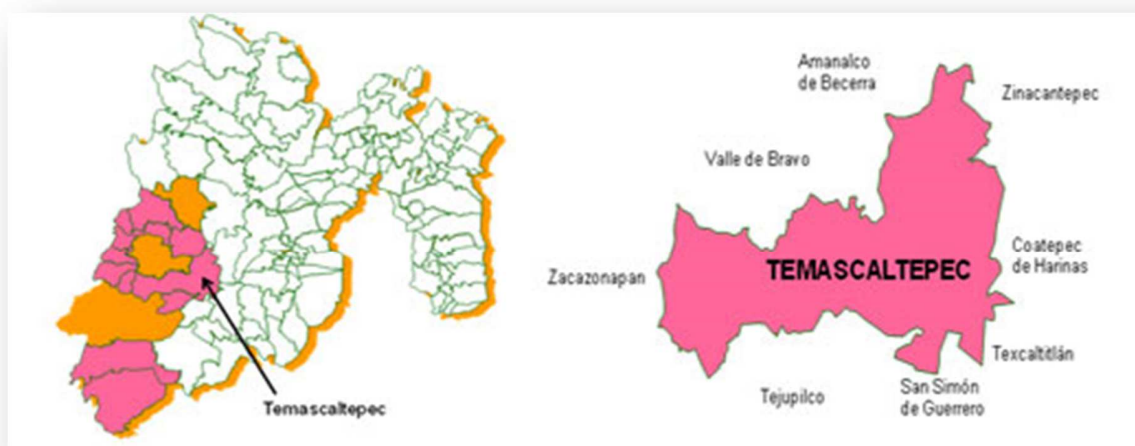 Temascaltepec
Amanalco
de Becerra
Zinacantepec
Valle de Bravo
Zacazonapan
TEMASCALTEPEC
Coatepec
de Harinas
Texcaltitlán
San Simón
de Guerrero
Tejupilco